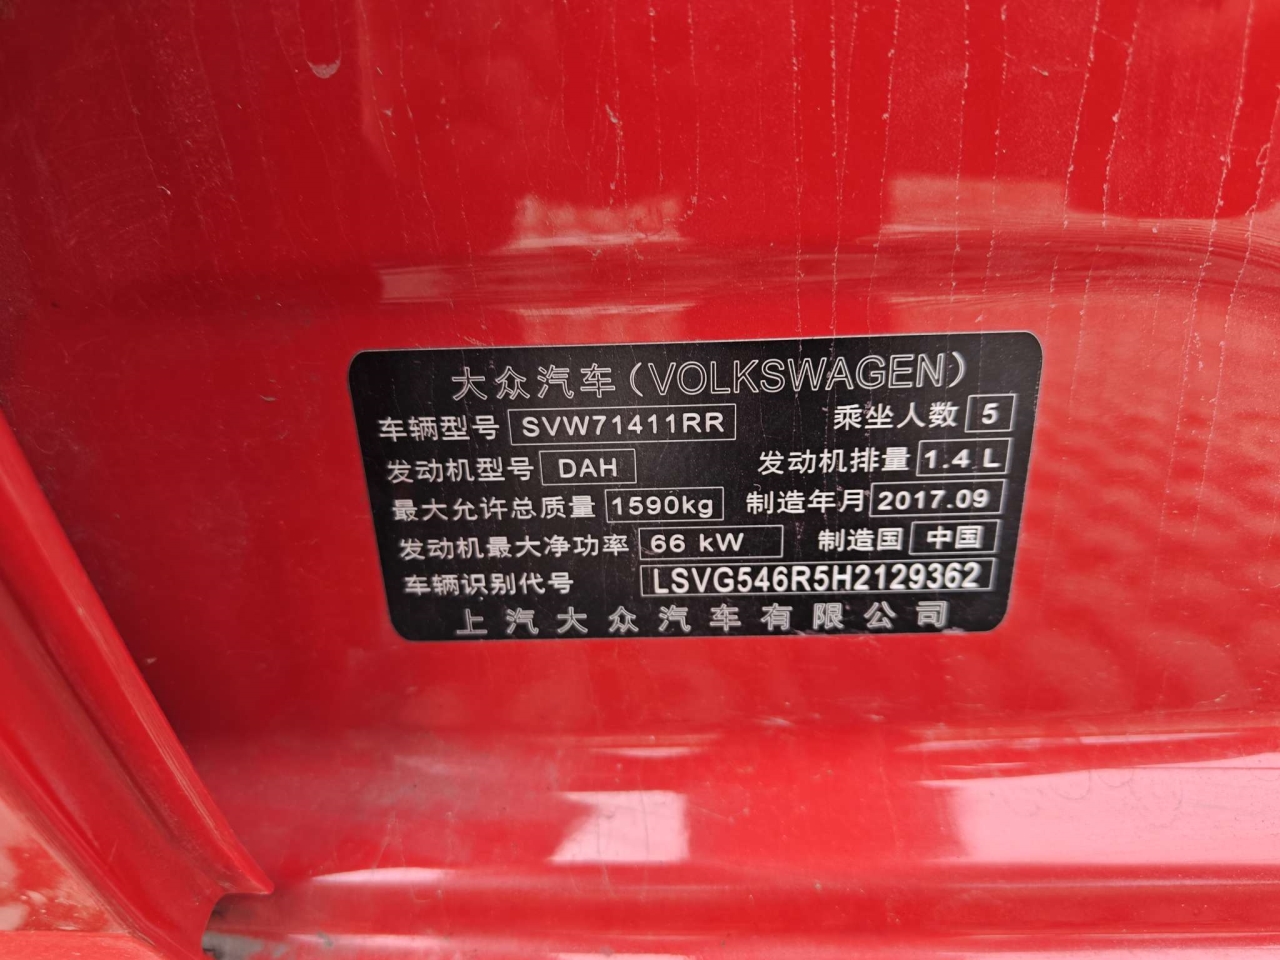 大众汽车(VOLKSWAGEN)
车辆型号 SVW71411RR 乘坐人数 5
发动机型号 DAH 发动机排量 1.4 L
最大允许总质量 1590kg 制造年月 2017.09
发动机最大净功率 66 kW 制造国 中国
车辆识别代号 LSVG546R5H2129362
上汽大众汽车有限公司